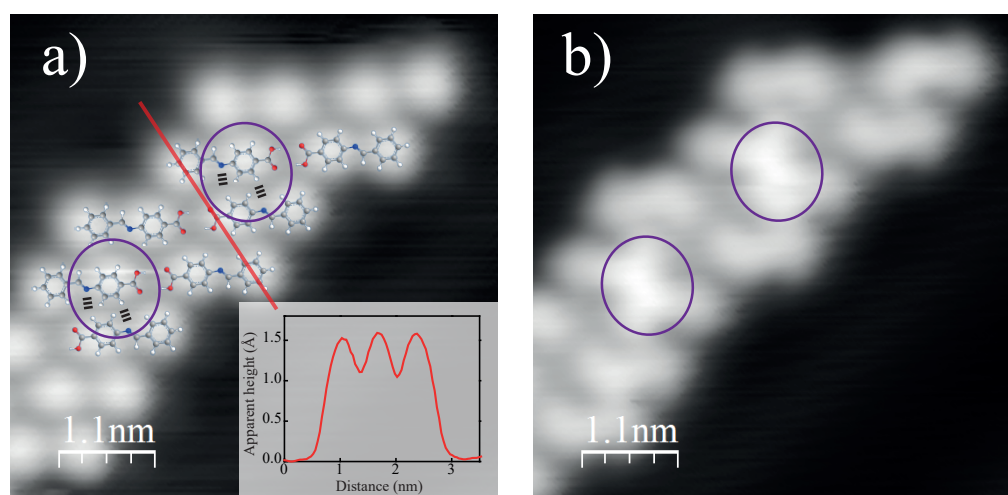 a)
b)
1.1nm
1.1nm
Apparent height (Å)
1.5
1.0
0.5
0.0
0 1 2 3
Distance (nm)